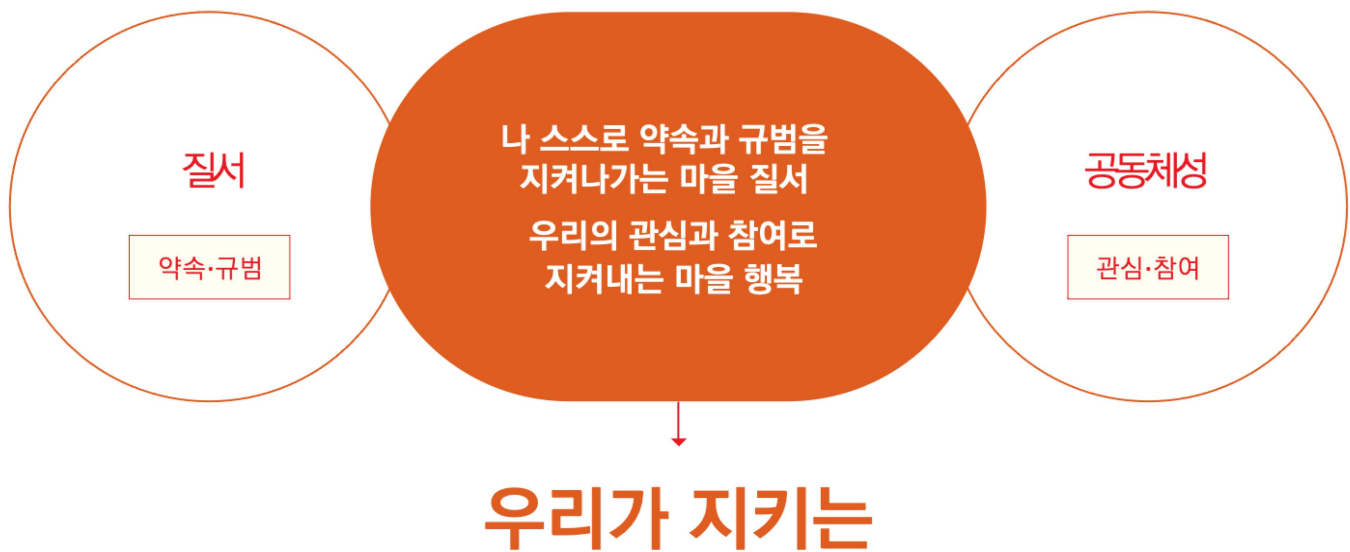 질서
약속·규범
나 스스로 약속과 규범을
지켜나가는 마을 질서
우리의 관심과 참여로
지켜내는 마을 행복
공동체성
관심·참여
우리가 지키는